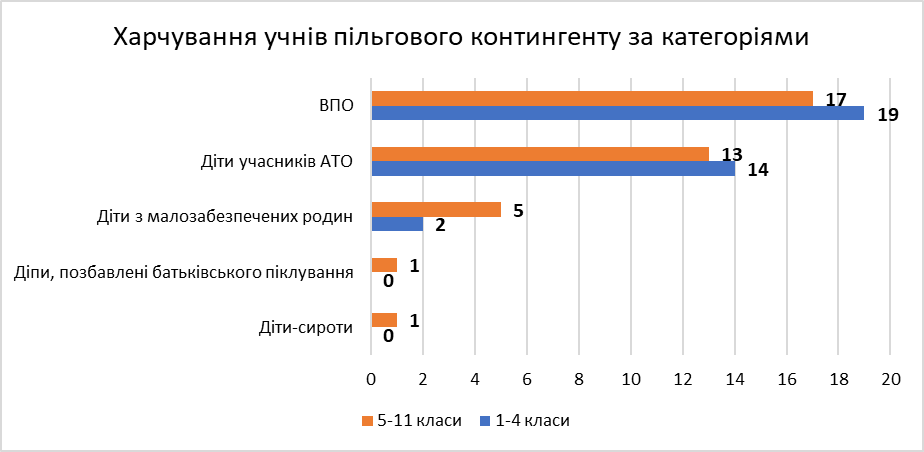 Харчування учнів пільгового контингенту за категоріями
ВПО
17
19
Діти учасників АТО
13
14
Діти з малозабезпечених родин
5
2
Діпи, позбавлені батьківського піклування
1
0
Діти-сироти
1
0
0 2 4 6 8 10 12 14 16 18 20
5-11 класи 1-4 класи